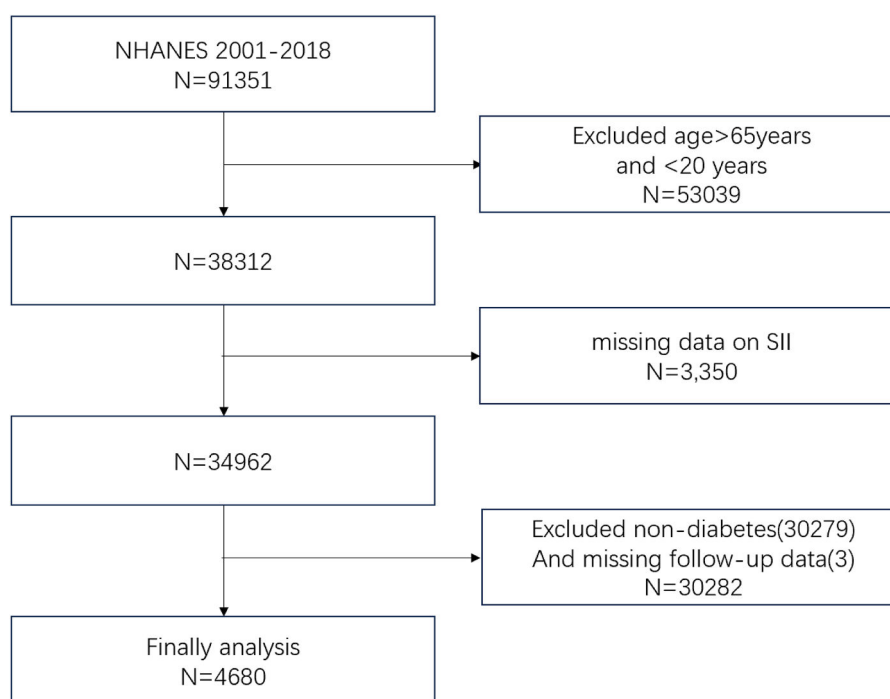 NHANES 2001-2018
N=91351
Excluded age>65years
and <20 years
N=53039
N=38312
missing data on SII
N=3,350
N=34962
Excluded non-diabetes(30279)
And missing follow-up data(3)
N=30282
Finally analysis
N=4680